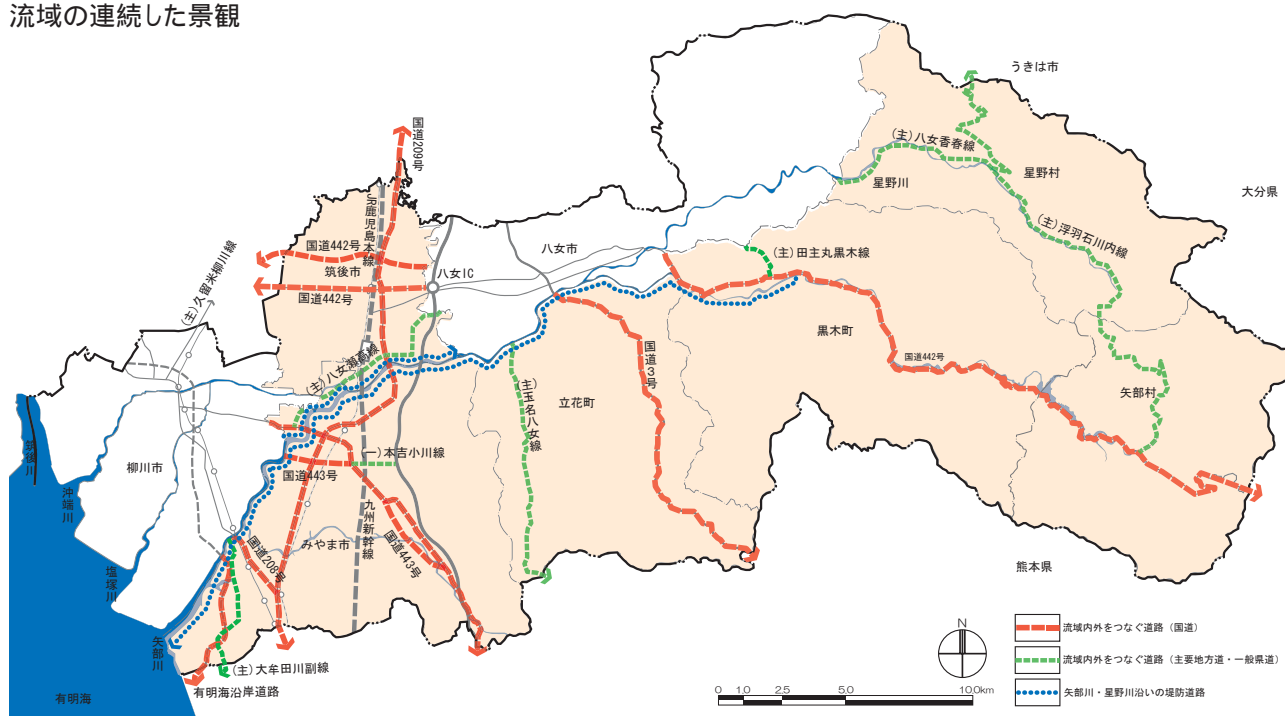 流域の連続した景観
うきは市
国道209号
(主)八女香春線
星野村
星野川
大分県
JR鹿児島本線
国道442号
八女市
(主)田主丸黒木線
(主)浮羽石川内線
(主)久留米柳川線
筑後市
八女IC
国道442号
黒木町
国道3号
国道442号
(主)八女瀬高線
(主)玉名八女線
立花町
矢部村
筑後川
柳川市
一)本吉小川線
国道443号
沖端川
九州新幹線
みやま市
国道208号
国道443号
塩塚川
熊本県
矢部川
(主)大牟田川副線
有明海沿岸道路
有明海
N
0 1.0 2.5 5.0 10.0km
流域内外をつなぐ道路（国道）
流域内外をつなぐ道路（主要地方道・一般県道）
矢部川・星野川沿いの堤防道路